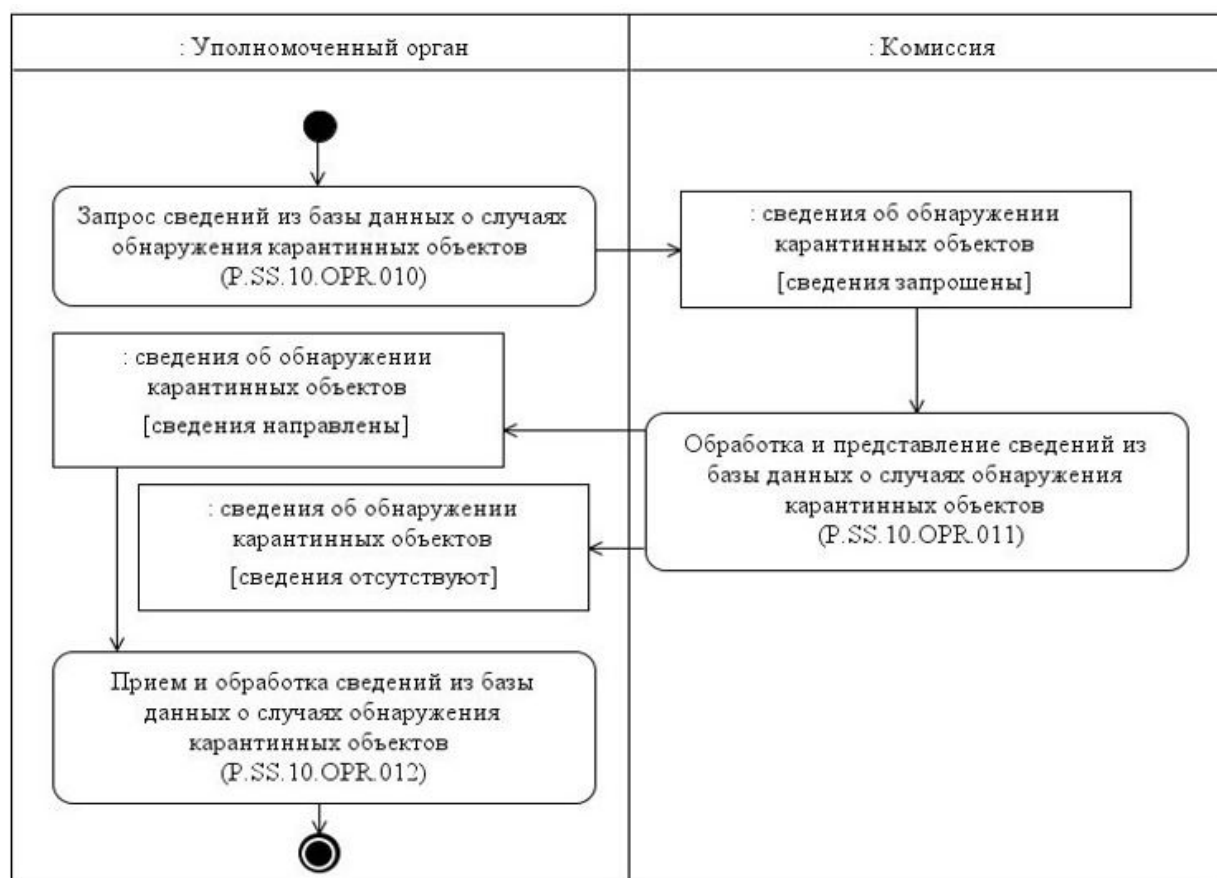 : Уполномоченный орган
: Комиссия
Запрос сведений из базы данных о случаях
обнаружения карантинных объектов
(P.SS.10.OPR.010)
: сведения об обнаружении
карантинных объектов
[сведения запрошены]
: сведения об обнаружении
карантинных объектов
[сведения направлены]
Обработка и представление сведений из
базы данных о случаях обнаружения
карантинных объектов
(P.SS.10.OPR.011)
: сведения об обнаружении
карантинных объектов
[сведения отсутствуют]
Прием и обработка сведений из базы
данных о случаях обнаружения
карантинных объектов
(P.SS.10.OPR.012)